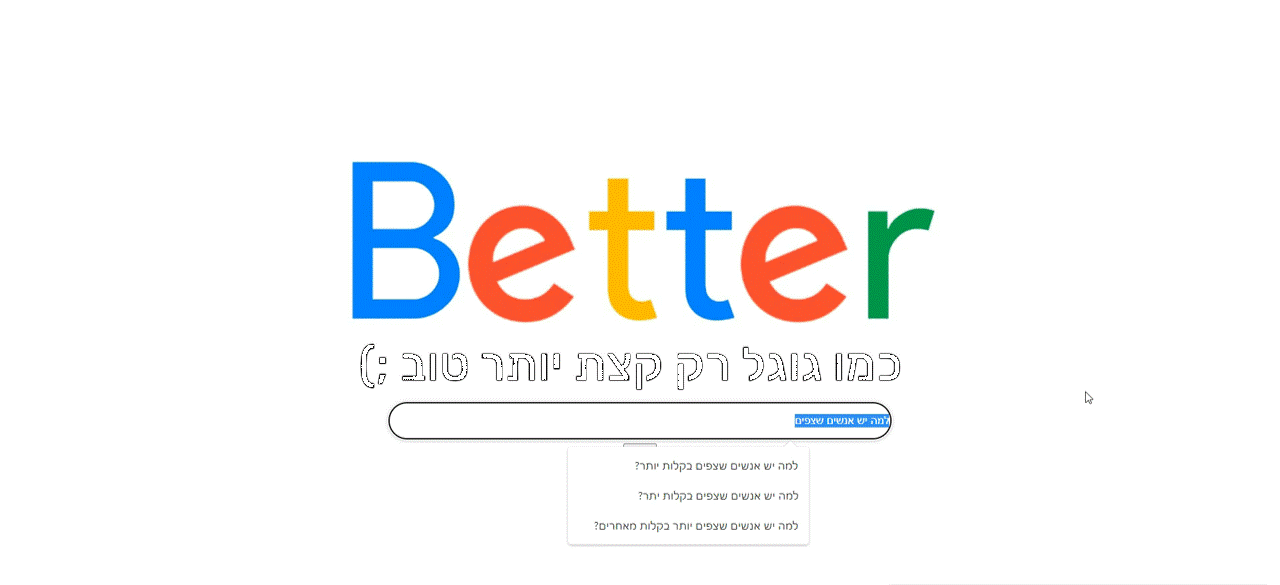 Better
כמו גוגל רק קצת יותר טוב ;)
למה יש אנשים שצפים
למה יש אנשים שצפים בקלות יותר?
למה יש אנשים שצפים בקלות יתר?
למה יש אנשים שצפים יותר בקלות מאחרים?